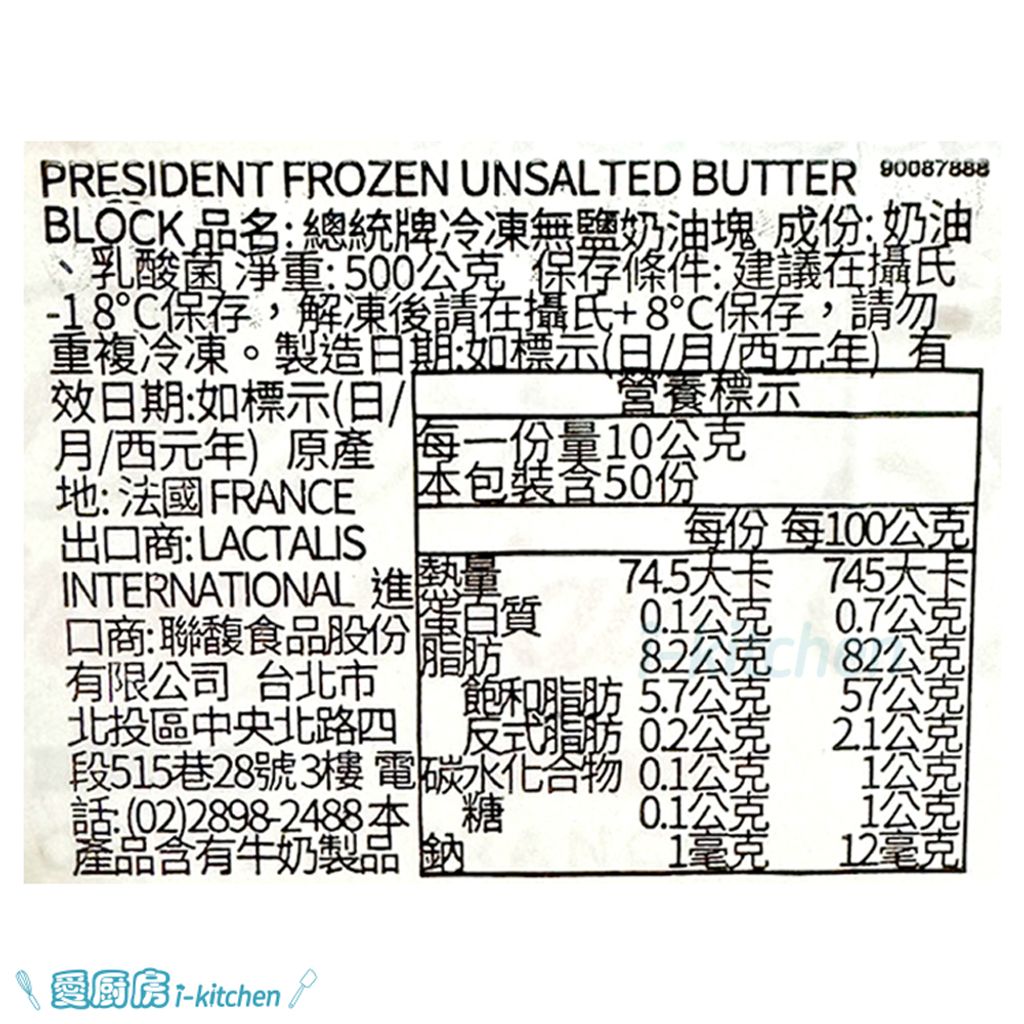 PRESIDENT FROZEN UNSALTED BUTTER 90087888
BLOCK 品名: 總統牌冷凍無鹽奶油塊 成份: 奶油
、乳酸菌 淨重: 500公克 保存條件: 建議在攝氏
-18°C保存，解凍後請在攝氏+8°C保存，請勿
重複冷凍。製造日期:如標示(日/月/西元年) 有
效日期:如標示(日/
月/西元年) 原產
地: 法國 FRANCE
出口商: LACTALIS
INTERNATIONAL 進
口商: 聯馥食品股份
有限公司 台北市
北投區中央北路四
段515巷28號3樓 電
話:(02)2898-2488 本
產品含有牛奶製品
營養標示
每一份量10公克
本包裝含50份
每份 每100公克
熱量 74.5大卡 745大卡
蛋白質 0.1公克 0.7公克
脂肪 8.2公克 82公克
飽和脂肪 5.7公克 57公克
反式脂肪 0.2公克 2.1公克
碳水化合物 0.1公克 1公克
糖 0.1公克 1公克
鈉 1毫克 12毫克
i-kitchen
愛廚房 i-kitchen